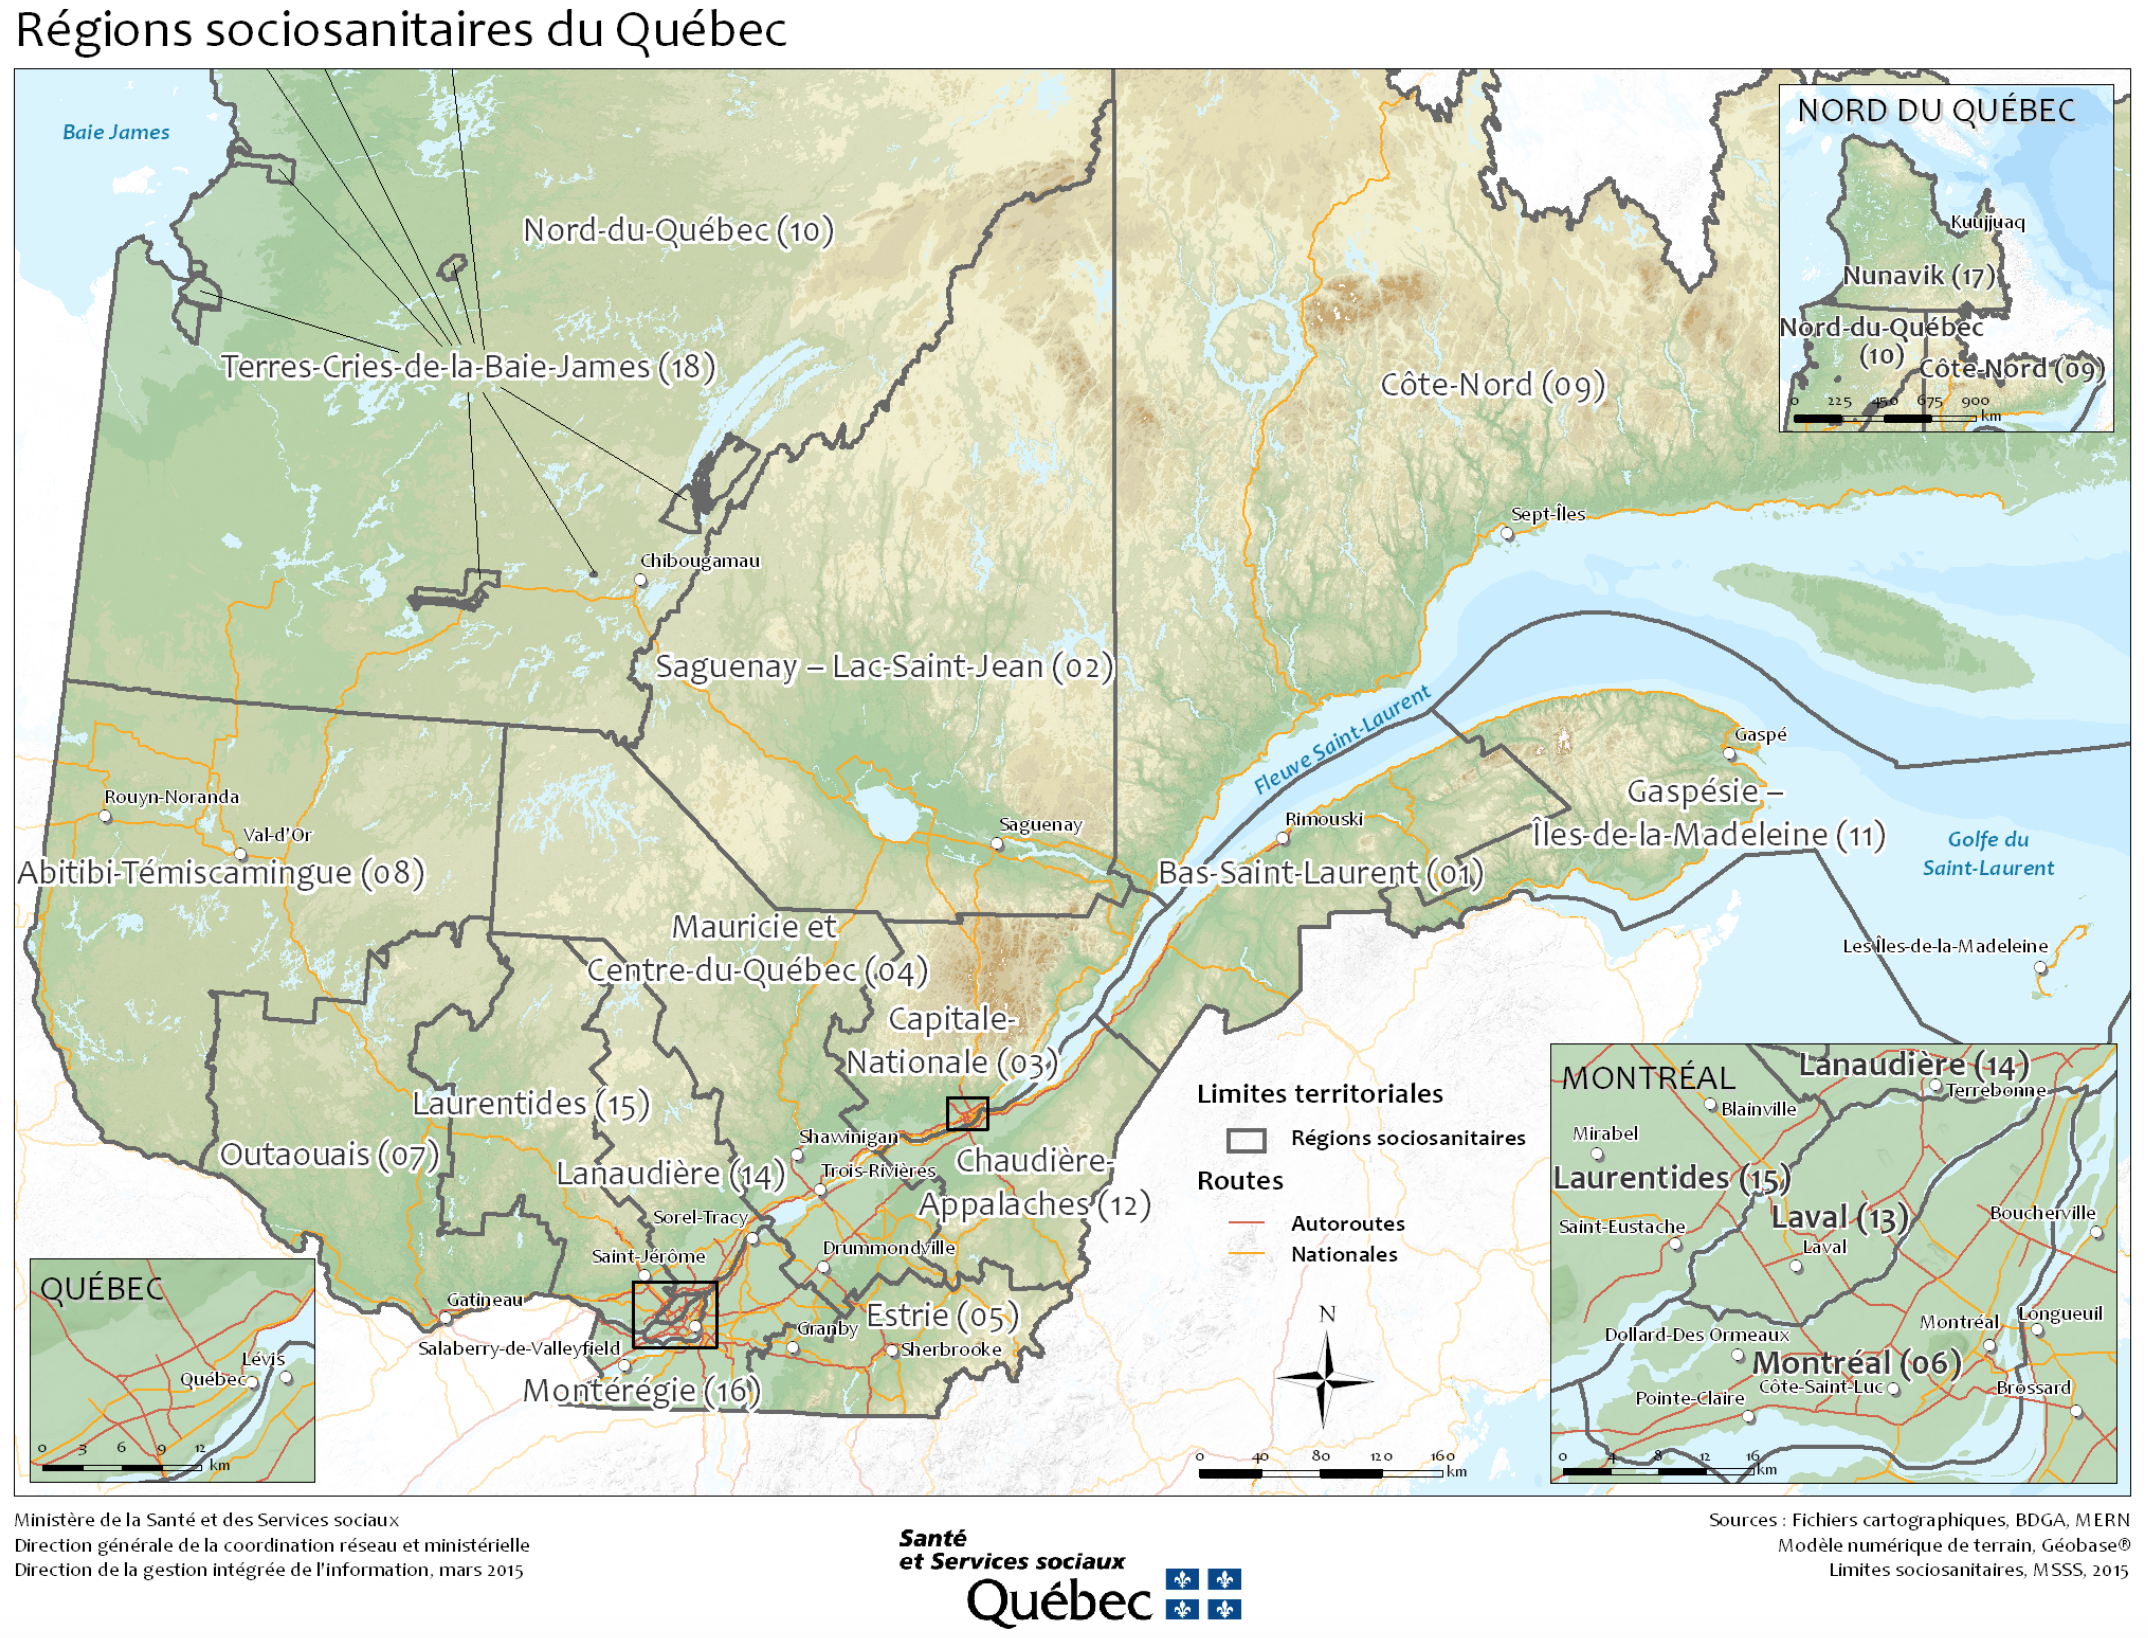 Régions sociosanitaires du Québec
Baie James
Nord-du-Québec (10)
Terres-Cries-de-la-Baie-James (18)
Côte-Nord (09)
Sept-Îles
Chibougamau
Saguenay – Lac-Saint-Jean (02)
Fleuve Saint-Laurent
Gaspé
Gaspésie –
Îles-de-la-Madeleine (11)
Rouyn-Noranda
Val-d'Or
Abitibi-Témiscamingue (08)
Saguenay
Rimouski
Bas-Saint-Laurent (01)
Golfe du
Saint-Laurent
Les Îles-de-la-Madeleine
Mauricie et
Centre-du-Québec (04)
Capitale-
Nationale (03)
Laurentides (15)
Outaouais (07)
Lanaudière (14)
Shawinigan
Trois-Rivières
Chaudière-
Appalaches (12)
Sorel-Tracy
Drummondville
Saint-Jérôme
Gatineau
Salaberry-de-Valleyfield
Granby
Estrie (05)
Sherbrooke
Montérégie (16)
NORD DU QUÉBEC
Kuujjuaq
Nunavik (17)
Nord-du-Québec
(10)
Côte-Nord (09)
0 225 450 675 900
km
Limites territoriales
Régions sociosanitaires
Routes
Autoroutes
Nationales
N
0 40 80 120 160
km
QUÉBEC
Lévis
Québec
0 3 6 9 12
km
MONTRÉAL
Lanaudière (14)
Terrebonne
Blainville
Mirabel
Laurentides (15)
Saint-Eustache
Laval (13)
Laval
Boucherville
Montréal
Longueuil
Dollard-Des Ormeaux
Montréal (06)
Côte-Saint-Luc
Brossard
Pointe-Claire
0 4 8 12 16
km
Ministère de la Santé et des Services sociaux
Direction générale de la coordination réseau et ministérielle
Direction de la gestion intégrée de l'information, mars 2015
Santé
et Services sociaux
Québec
Sources : Fichiers cartographiques, BDGA, MERN
Modèle numérique de terrain, Géobase®
Limites sociosanitaires, MSSS, 2015